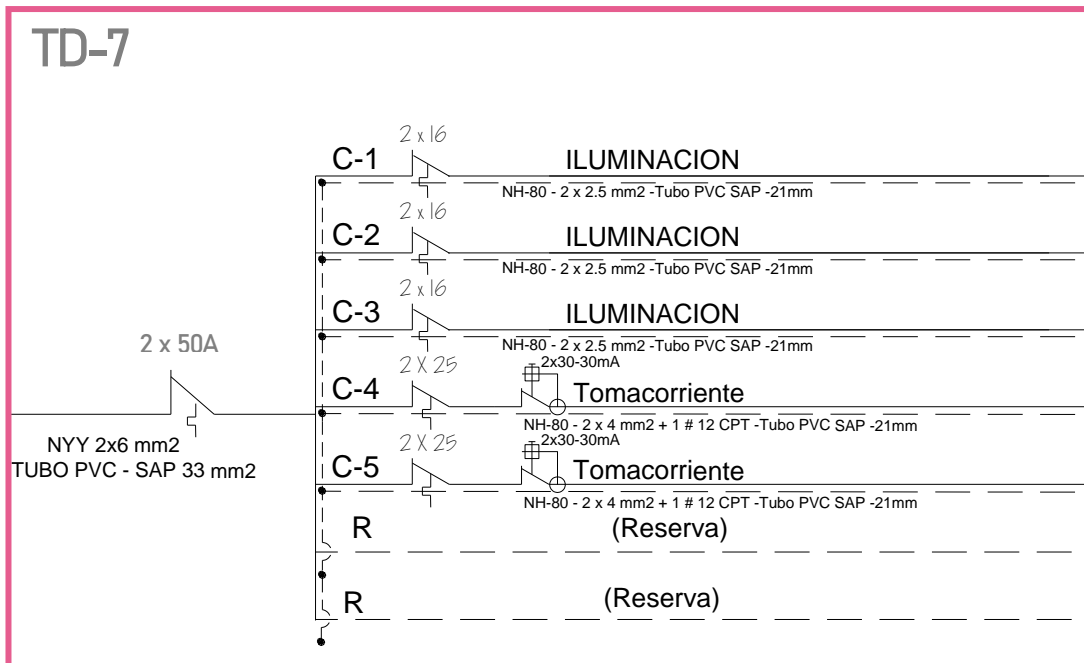 TD-7
2 x 16
C-1 ILUMINACION
NH-80 - 2 x 2.5 mm2 -Tubo PVC SAP -21mm
2 x 16
C-2 ILUMINACION
NH-80 - 2 x 2.5 mm2 -Tubo PVC SAP -21mm
2 x 16
C-3 ILUMINACION
NH-80 - 2 x 2.5 mm2 -Tubo PVC SAP -21mm
2 x 50A
NYY 2x6 mm2
TUBO PVC - SAP 33 mm2
2 X 25
2x30-30mA
C-4 Tomacorriente
NH-80 - 2 x 4 mm2 + 1 # 12 CPT -Tubo PVC SAP -21mm
2 X 25
2x30-30mA
C-5 Tomacorriente
NH-80 - 2 x 4 mm2 + 1 # 12 CPT -Tubo PVC SAP -21mm
R (Reserva)
R (Reserva)